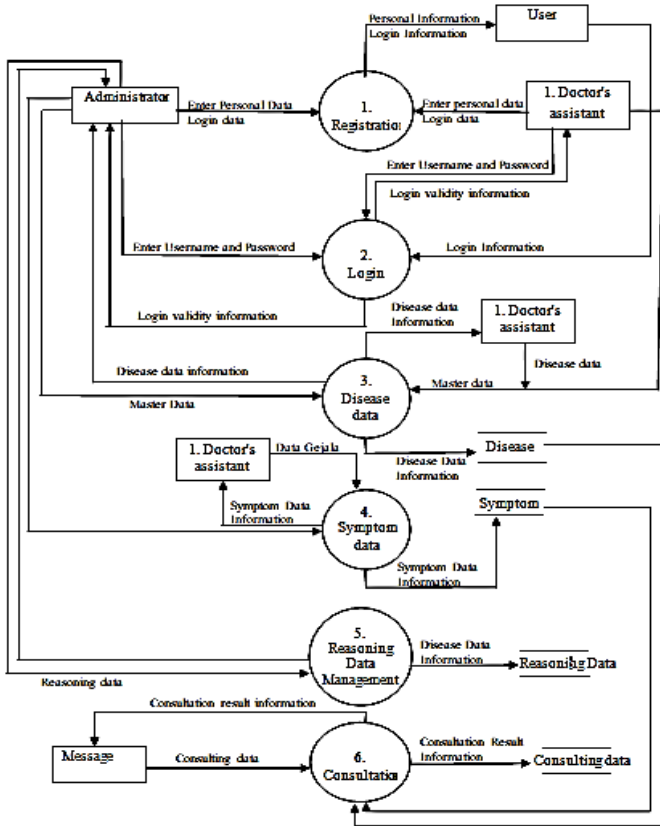 Personal Information
Login Information
User
Administrator
Enter Personal Data
Login data
1.
Registration
Enter personal data
Login data
1. Doctor's
assistant
Enter Username and Password
Login validity information
Enter Username and Password
2.
Login
Login Information
Login validity information
Disease data
Information
1. Doctor's
assistant
Disease data
Disease data information
3.
Disease
data
Master data
Master Data
1. Doctor's
assistant
Data Gejala
Disease Data
Information
Disease
Symptom Data
Information
4.
Symptom
data
Symptom
Symptom Data
Information
5.
Reasoning
Data
Management
Disease Data
Information
Reasoning Data
Reasoning data
Consultation result information
Message
Consulting data
6.
Consultation
Consultation Result
Information
Consulting data